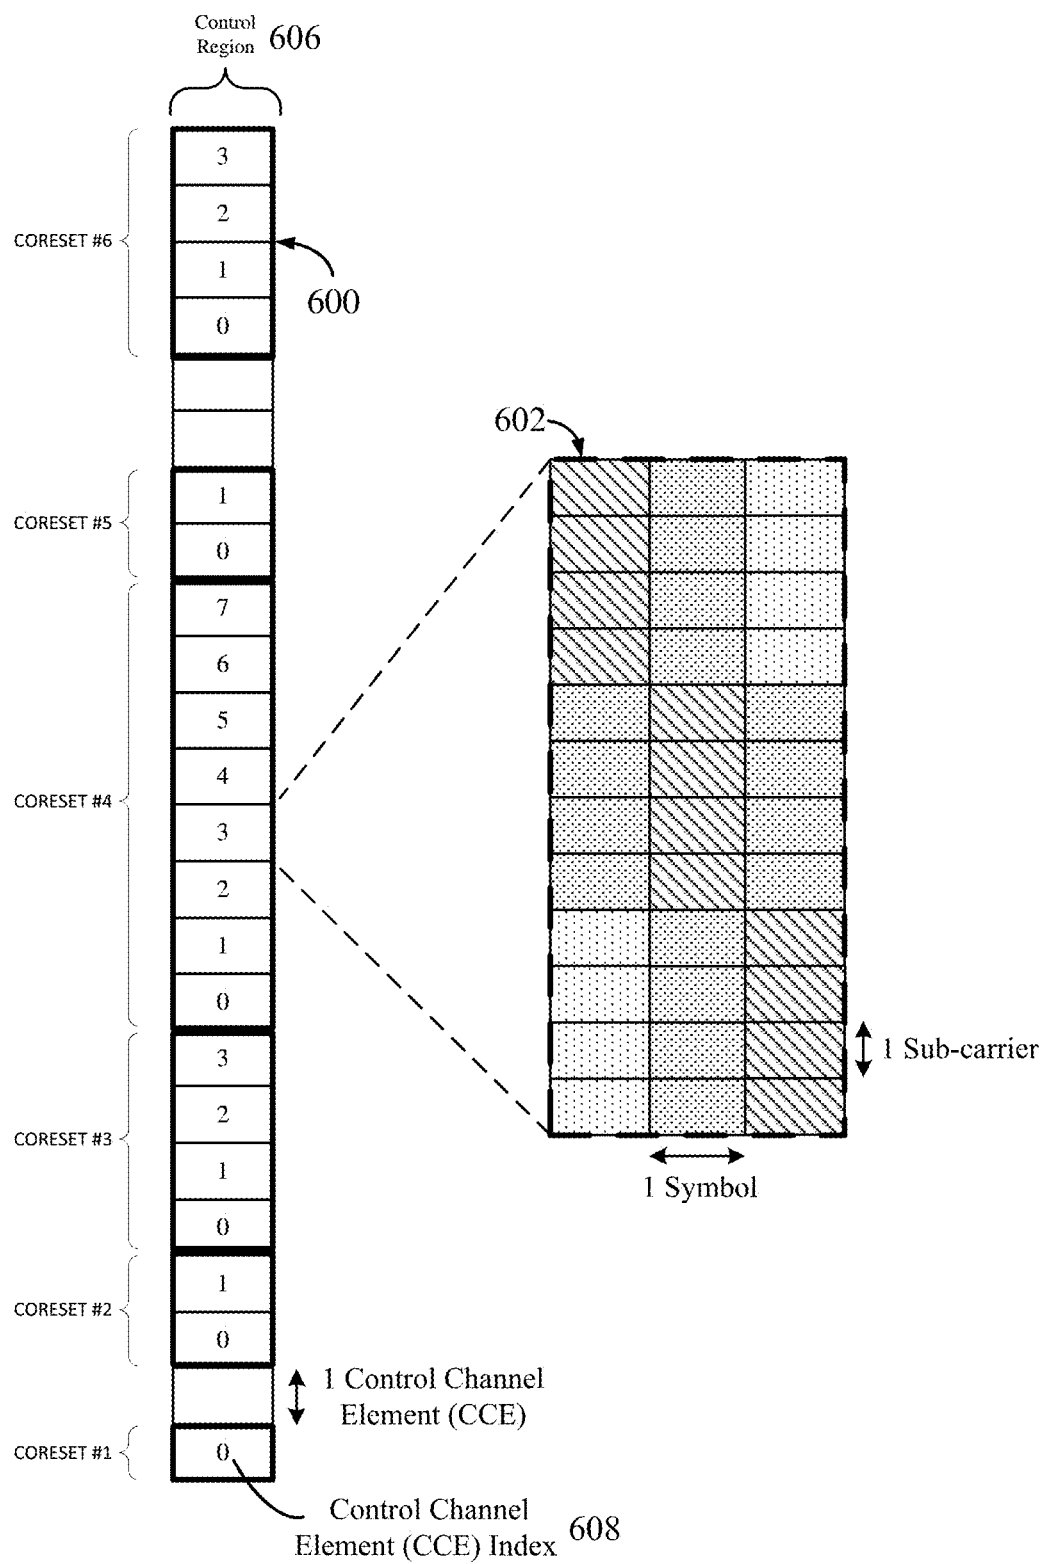 Control
Region 606
3
2
CORESET #6
1
600
0
602
1
CORESET #5
0
7
6
5
4
CORESET #4
3
2
1
0
3
1 Sub-carrier
2
CORESET #3
1
1 Symbol
0
1
CORESET #2
0
1 Control Channel
Element (CCE)
CORESET #1
0
Control Channel
Element (CCE) Index 608